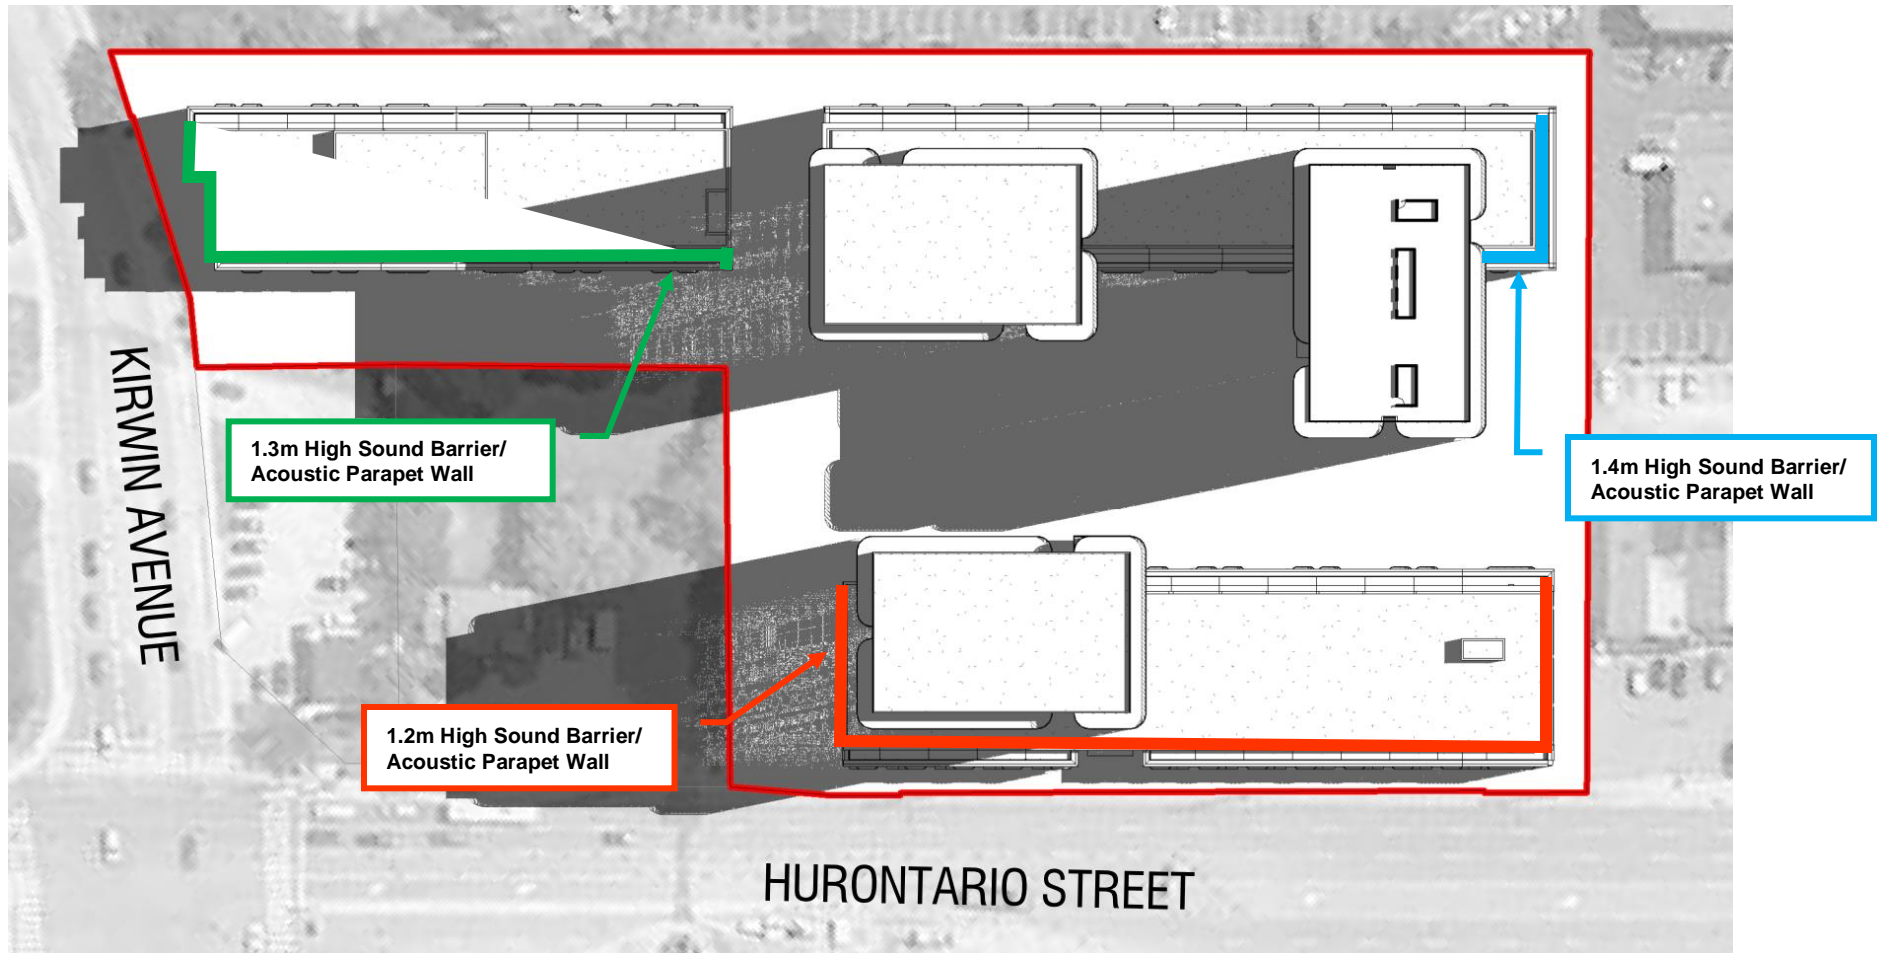 KIRWIN AVENUE
1.3m High Sound Barrier/
Acoustic Parapet Wall
1.4m High Sound Barrier/
Acoustic Parapet Wall
1.2m High Sound Barrier/
Acoustic Parapet Wall
HURONTARIO STREET